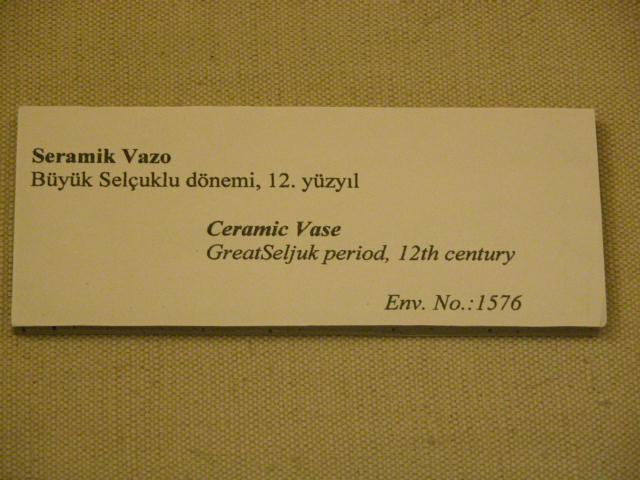 Seramik Vazo
Büyük Selçuklu dönemi, 12. yüzyıl
Ceramic Vase
GreatSeljuk period, 12th century
Env. No.:1576